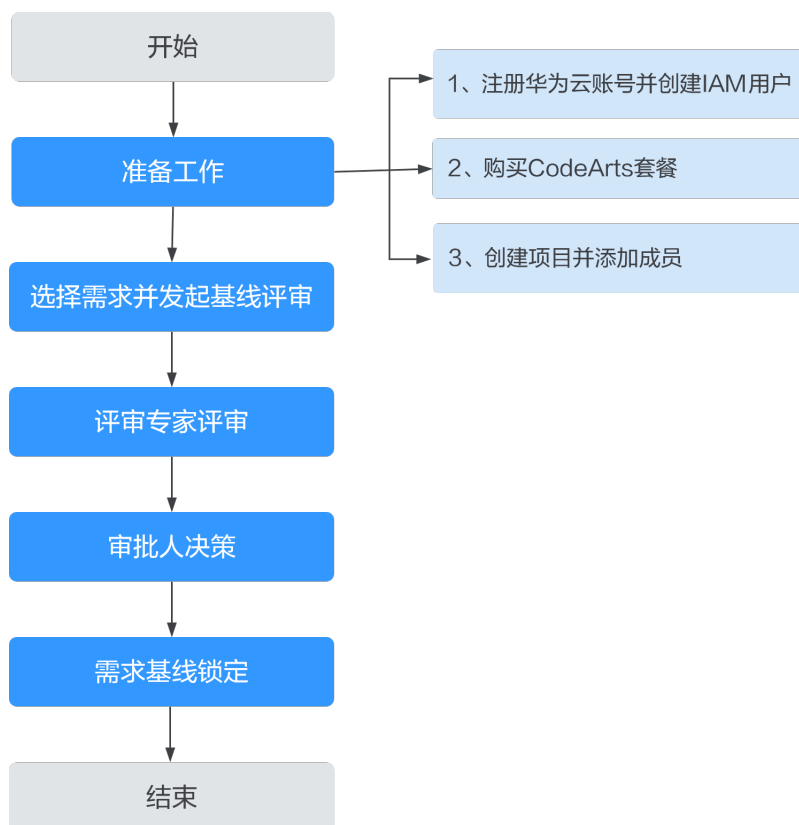 开始
准备工作
1、注册华为云账号并创建IAM用户
2、购买CodeArts套餐
3、创建项目并添加成员
选择需求并发起基线评审
评审专家评审
审批人决策
需求基线锁定
结束